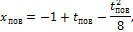 x_пов = −1 + t_пов − t²_пов/8,